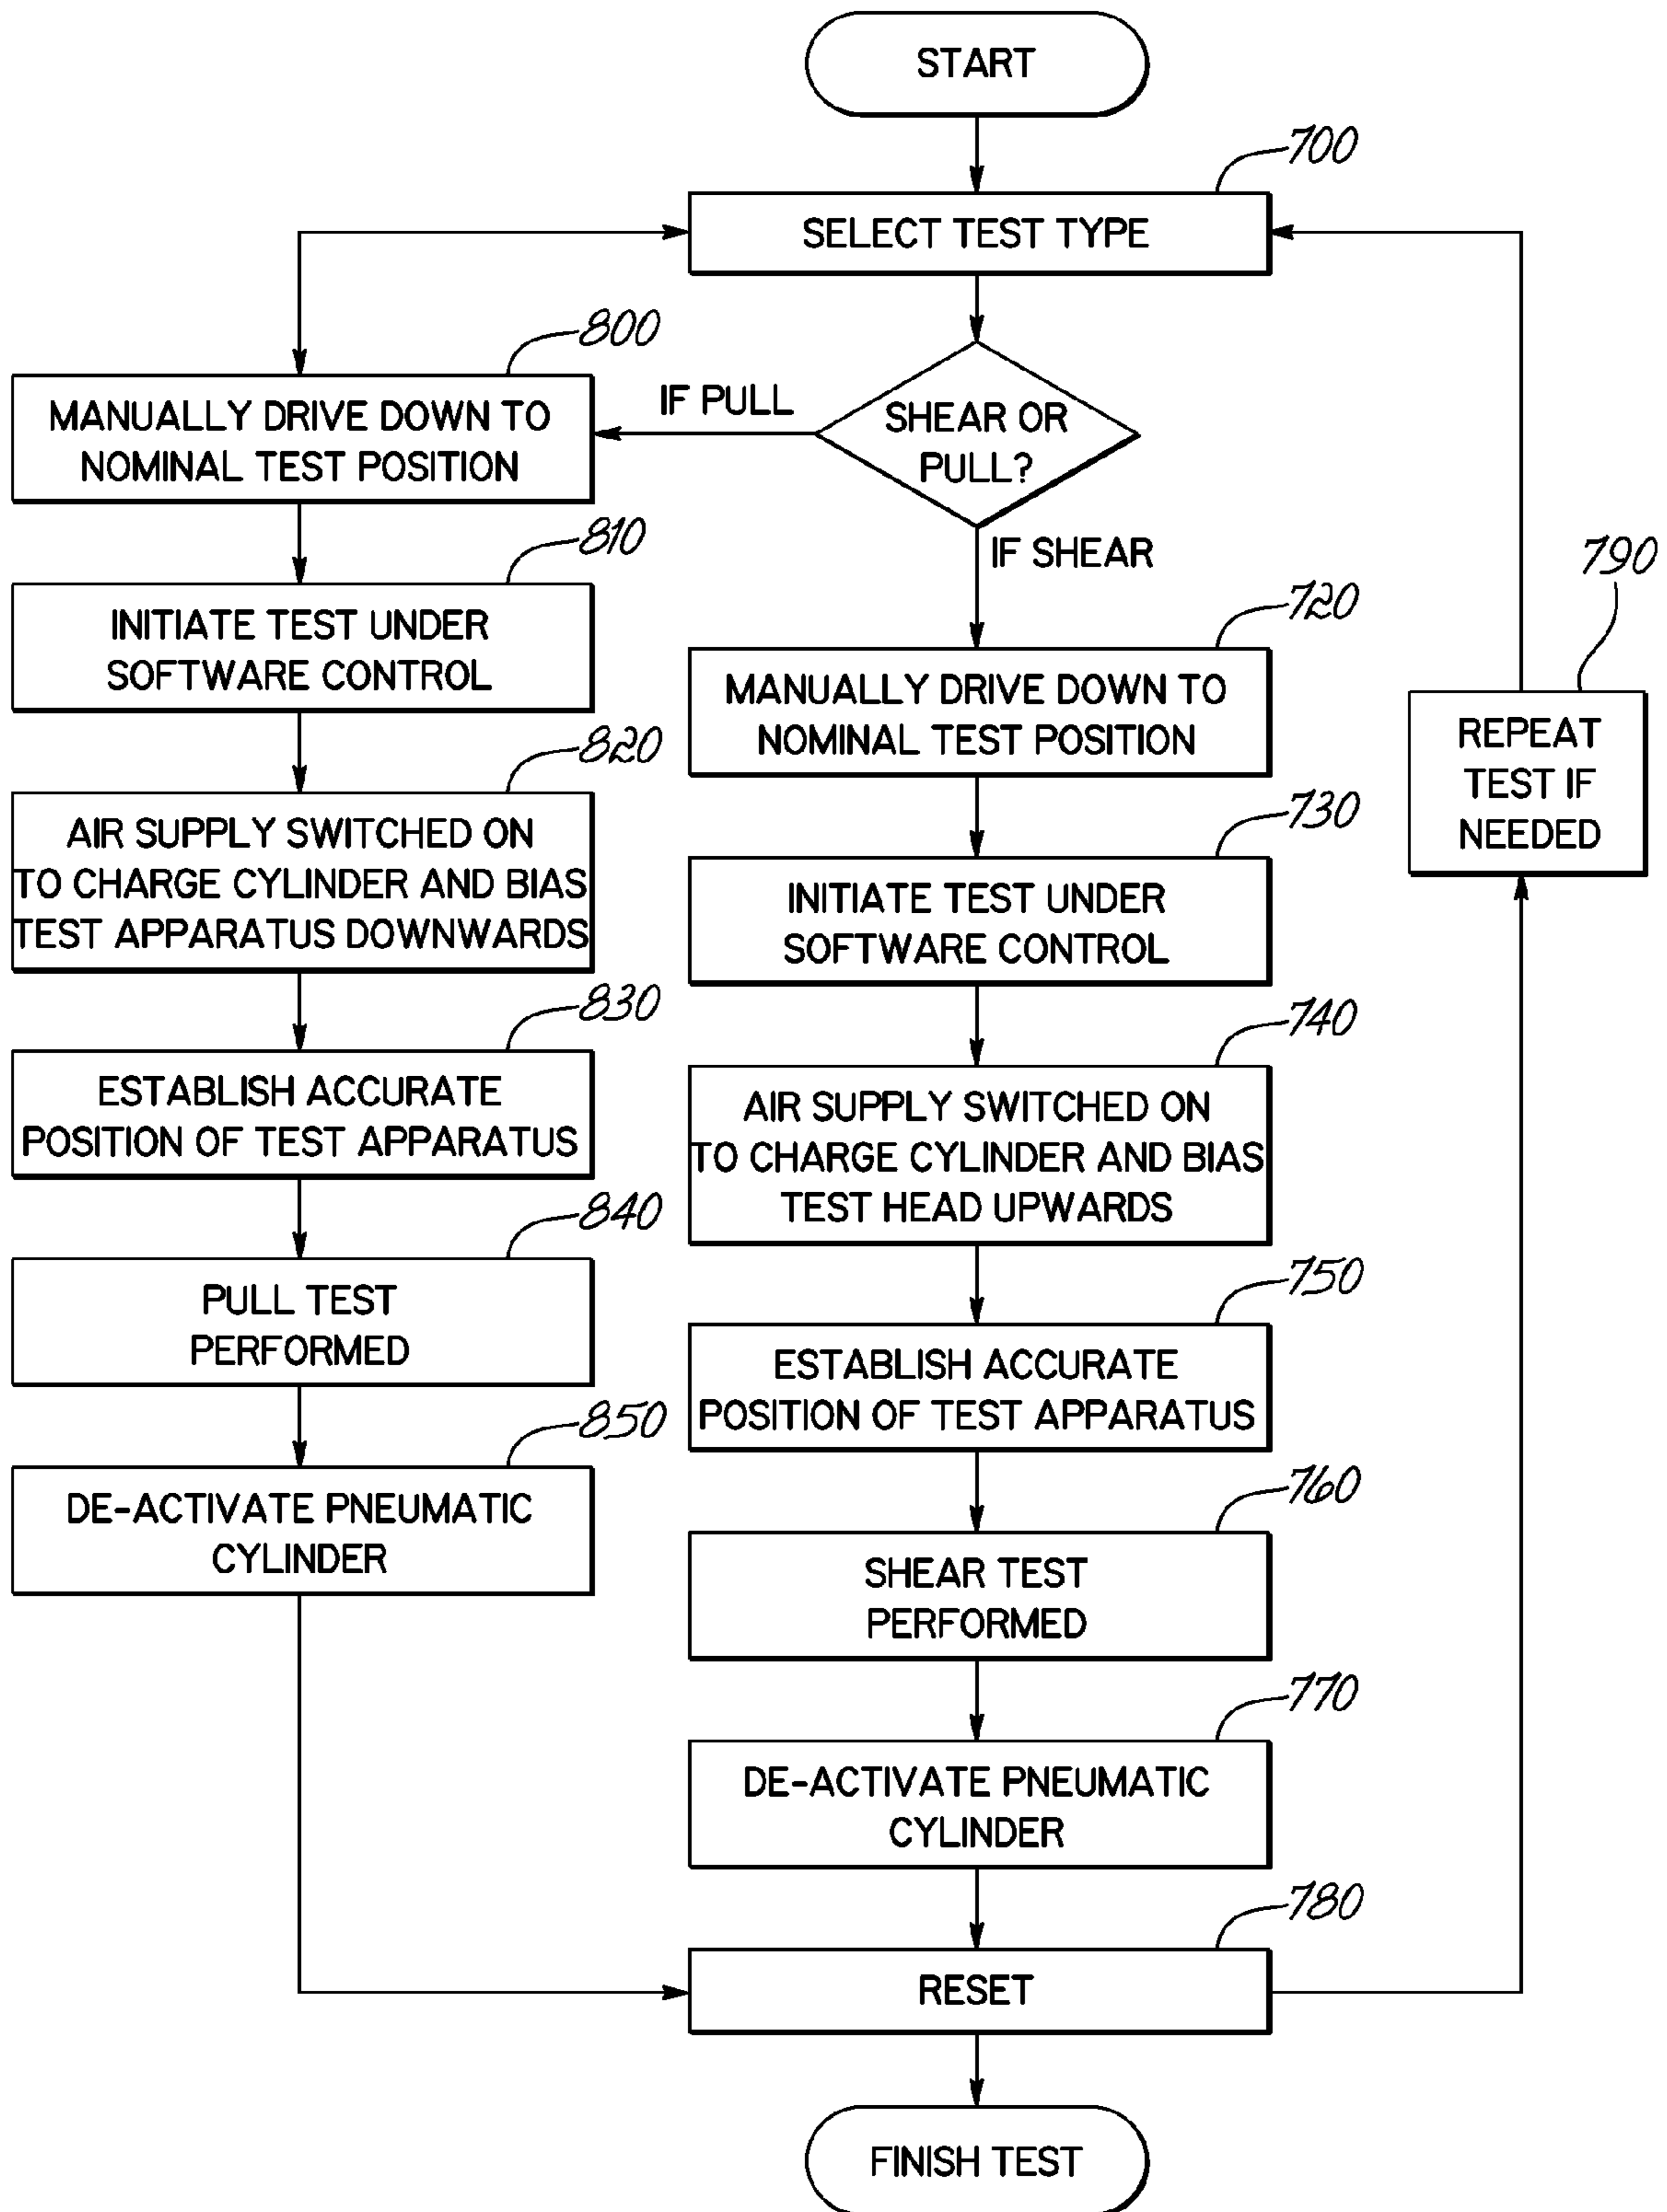 START
700
SELECT TEST TYPE
SHEAR OR
PULL?
IF PULL
IF SHEAR
800
MANUALLY DRIVE DOWN TO
NOMINAL TEST POSITION
810
INITIATE TEST UNDER
SOFTWARE CONTROL
820
AIR SUPPLY SWITCHED ON
TO CHARGE CYLINDER AND BIAS
TEST APPARATUS DOWNWARDS
830
ESTABLISH ACCURATE
POSITION OF TEST APPARATUS
840
PULL TEST
PERFORMED
850
DE-ACTIVATE PNEUMATIC
CYLINDER
720
MANUALLY DRIVE DOWN TO
NOMINAL TEST POSITION
730
INITIATE TEST UNDER
SOFTWARE CONTROL
740
AIR SUPPLY SWITCHED ON
TO CHARGE CYLINDER AND BIAS
TEST HEAD UPWARDS
750
ESTABLISH ACCURATE
POSITION OF TEST APPARATUS
760
SHEAR TEST
PERFORMED
770
DE-ACTIVATE PNEUMATIC
CYLINDER
780
RESET
790
REPEAT
TEST IF
NEEDED
FINISH TEST